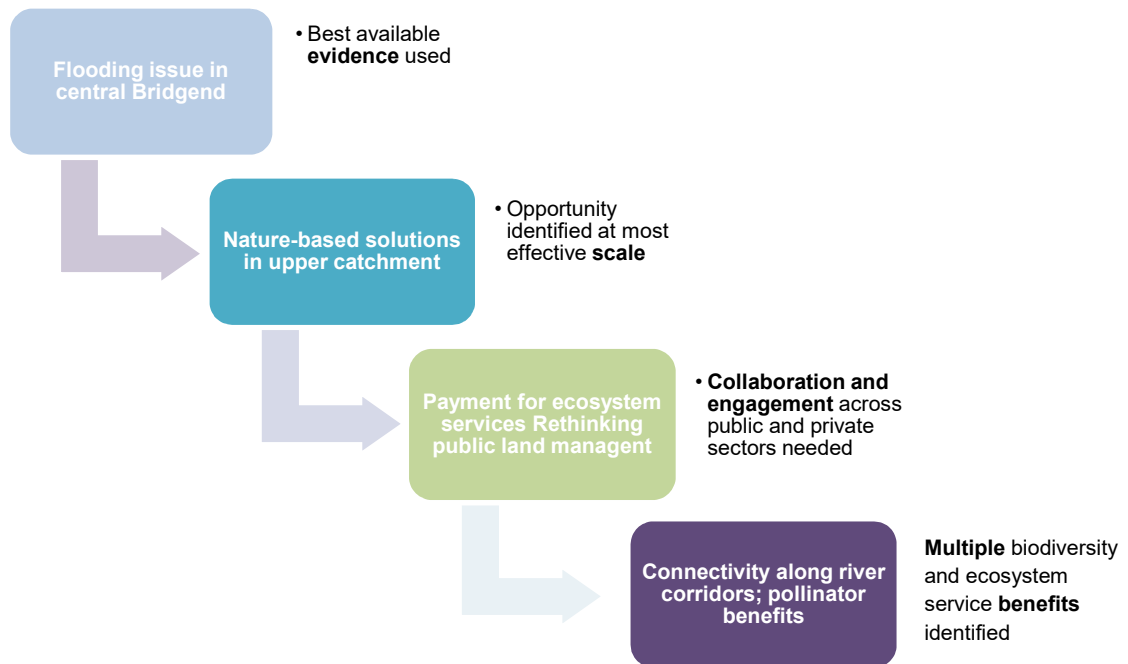 Flooding issue in
central Bridgend
• Best available
evidence used
Nature-based solutions
in upper catchment
• Opportunity
identified at most
effective scale
Payment for ecosystem
services Rethinking
public land managent
• Collaboration and
engagement across
public and private
sectors needed
Connectivity along river
corridors; pollinator
benefits
Multiple biodiversity
and ecosystem
service benefits
identified